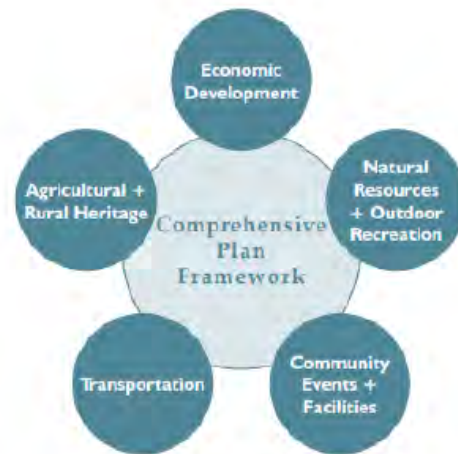 Economic
Development
Natural
Resources
+ Outdoor
Recreation
Agricultural +
Rural Heritage
Comprehensive
Plan
Framework
Transportation
Community
Events +
Facilities